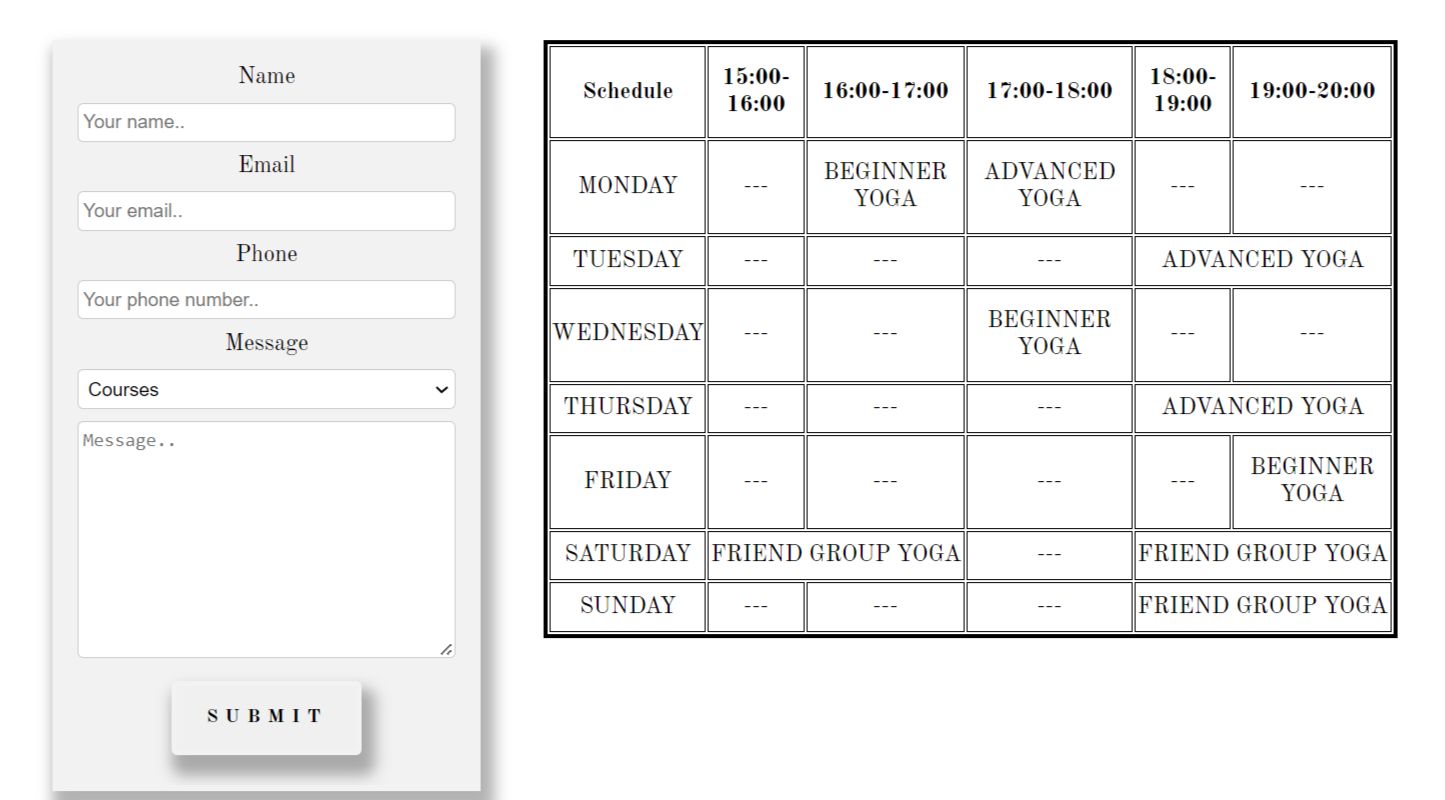 Name
Your name..
Email
Your email..
Phone
Your phone number..
Message
Courses
Message..
SUBMIT
Schedule 15:00-16:00 16:00-17:00 17:00-18:00 18:00-19:00 19:00-20:00
MONDAY --- BEGINNER YOGA ADVANCED YOGA --- ---
TUESDAY --- --- --- ADVANCED YOGA
WEDNESDAY --- --- BEGINNER YOGA --- ---
THURSDAY --- --- --- ADVANCED YOGA
FRIDAY --- --- --- --- BEGINNER YOGA
SATURDAY FRIEND GROUP YOGA --- FRIEND GROUP YOGA
SUNDAY --- --- --- FRIEND GROUP YOGA